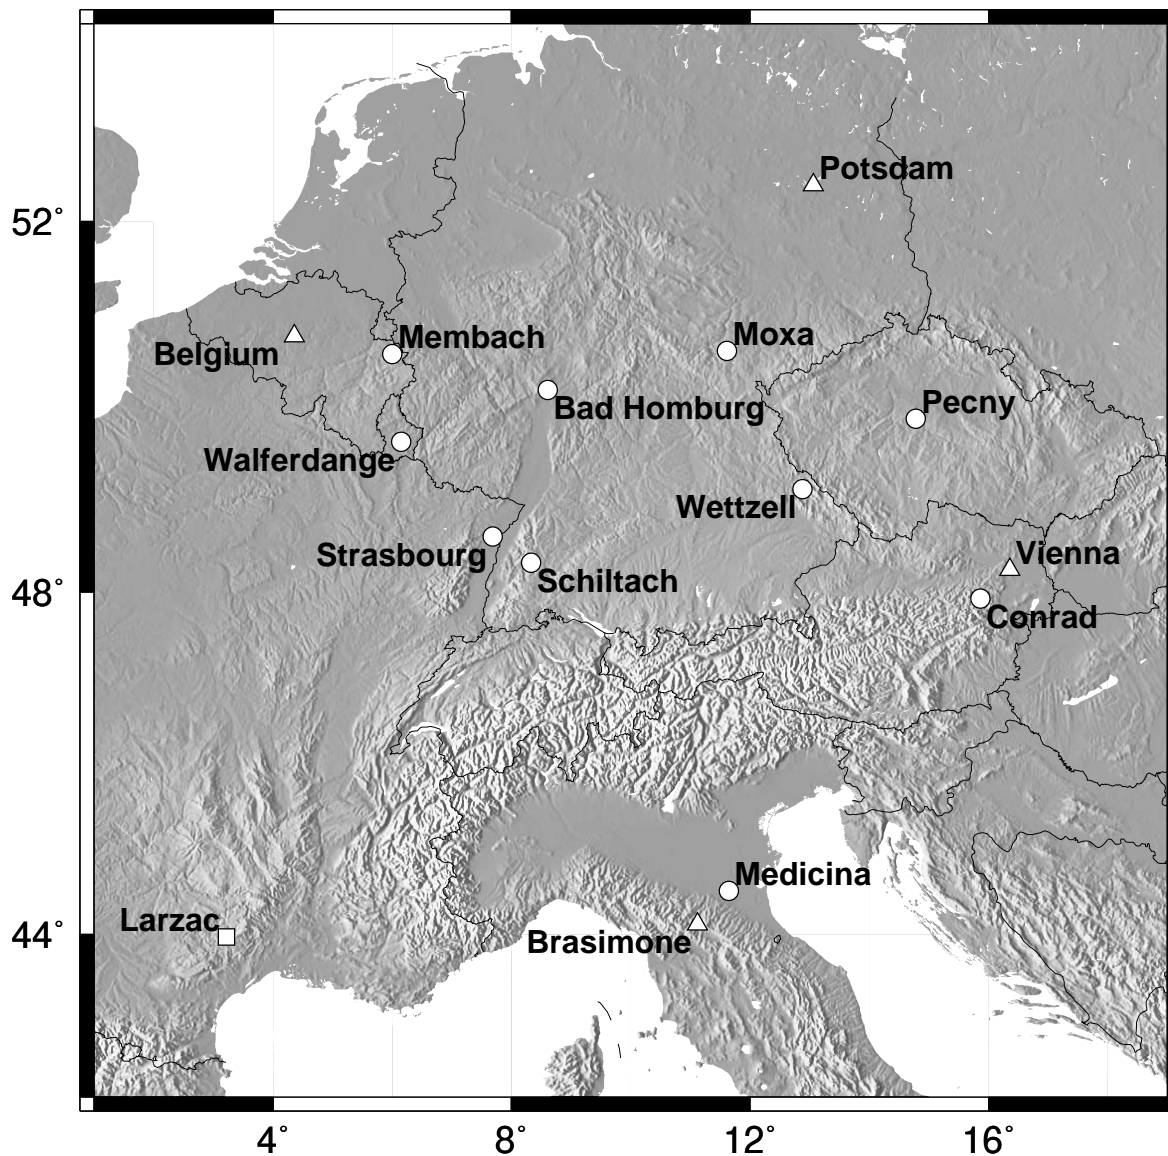 Potsdam
52°
Moxa
Membach
Belgium
Pecny
Bad Homburg
Walferdange
Wettzell
Strasbourg
Vienna
Schiltach
48°
Conrad
Medicina
Larzac
44°
Brasimone
4° 8° 12° 16°